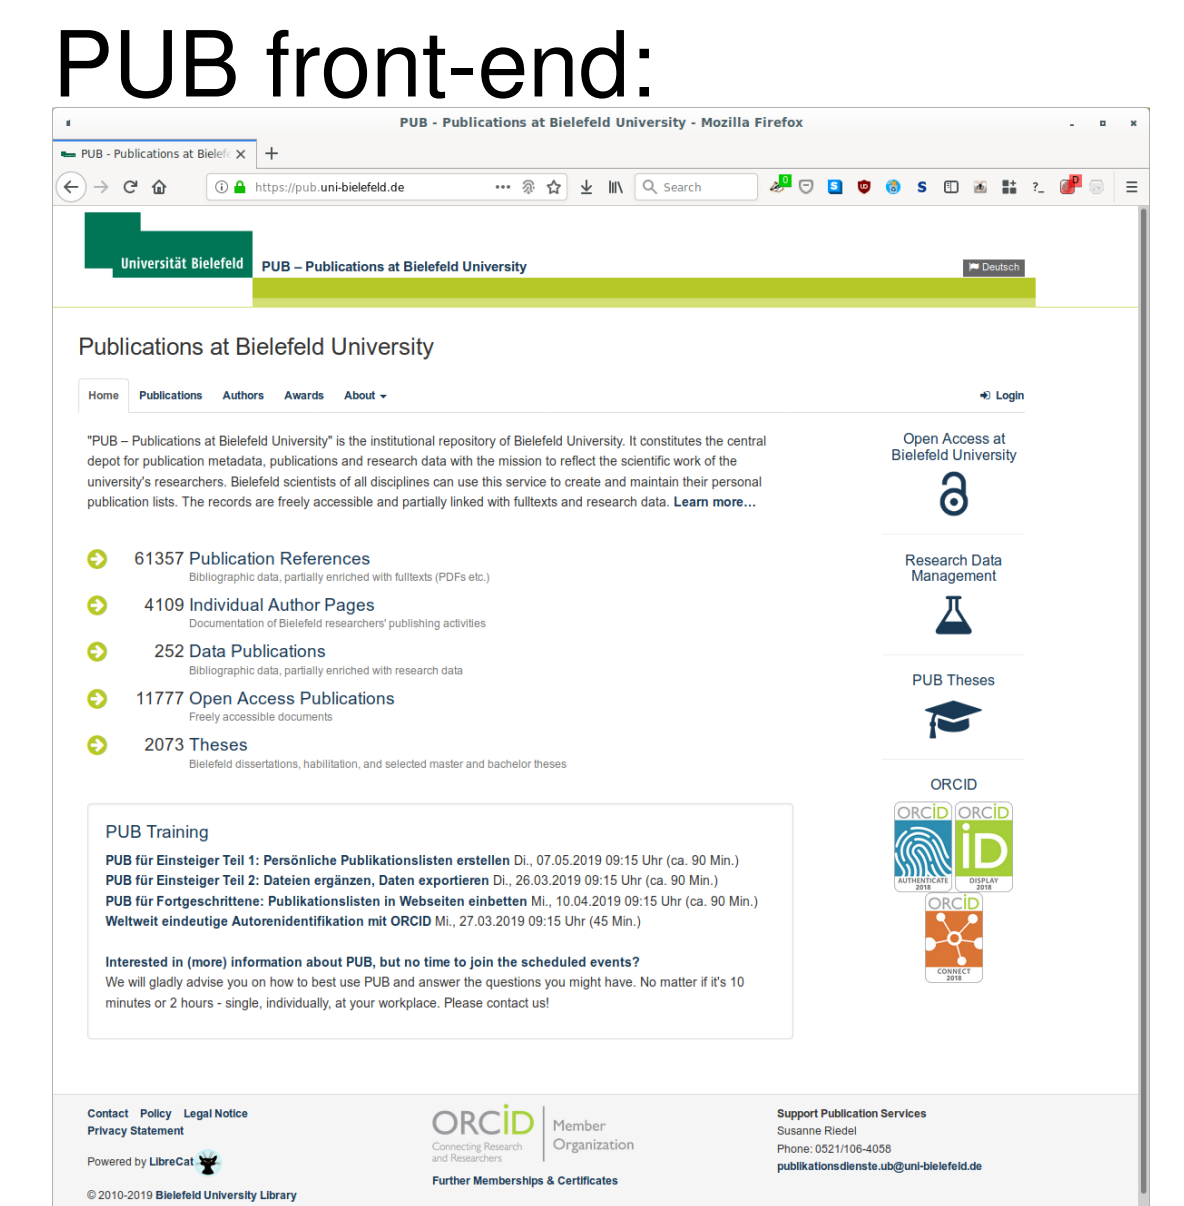 PUB front-end:
PUB - Publications at Bielefeld University - Mozilla Firefox
PUB - Publications at Bielefe
https://pub.uni-bielefeld.de
Search
Universität Bielefeld
PUB – Publications at Bielefeld University
Deutsch
Publications at Bielefeld University
Home Publications Authors Awards About Login
"PUB – Publications at Bielefeld University" is the institutional repository of Bielefeld University. It constitutes the central
depot for publication metadata, publications and research data with the mission to reflect the scientific work of the
university's researchers. Bielefeld scientists of all disciplines can use this service to create and maintain their personal
publication lists. The records are freely accessible and partially linked with fulltexts and research data. Learn more…
61357 Publication References
Bibliographic data, partially enriched with fulltexts (PDFs etc.)
4109 Individual Author Pages
Documentation of Bielefeld researchers' publishing activities
252 Data Publications
Bibliographic data, partially enriched with research data
11777 Open Access Publications
Freely accessible documents
2073 Theses
Bielefeld dissertations, habilitation, and selected master and bachelor theses
PUB Training
PUB für Einsteiger Teil 1: Persönliche Publikationslisten erstellen Di., 07.05.2019 09:15 Uhr (ca. 90 Min.)
PUB für Einsteiger Teil 2: Dateien ergänzen, Daten exportieren Di., 26.03.2019 09:15 Uhr (ca. 90 Min.)
PUB für Fortgeschrittene: Publikationslisten in Webseiten einbetten Mi., 10.04.2019 09:15 Uhr (ca. 90 Min.)
Weltweit eindeutige Autorenidentifikation mit ORCID Mi., 27.03.2019 09:15 Uhr (45 Min.)
Interested in (more) information about PUB, but no time to join the scheduled events?
We will gladly advise you on how to best use PUB and answer the questions you might have. No matter if it's 10
minutes or 2 hours - single, individually, at your workplace. Please contact us!
Open Access at
Bielefeld University
Research Data
Management
PUB Theses
ORCID
ORCID
AUTHENTICATE
2018
ORCID
iD
DISPLAY
2018
ORCID
CONNECT
2018
Contact Policy Legal Notice
Privacy Statement
Powered by LibreCat
© 2010-2019 Bielefeld University Library
ORCID
Connecting Research
and Researchers
Member
Organization
Further Memberships & Certificates
Support Publication Services
Susanne Riedel
Phone: 0521/106-4058
publikationsdienste.ub@uni-bielefeld.de